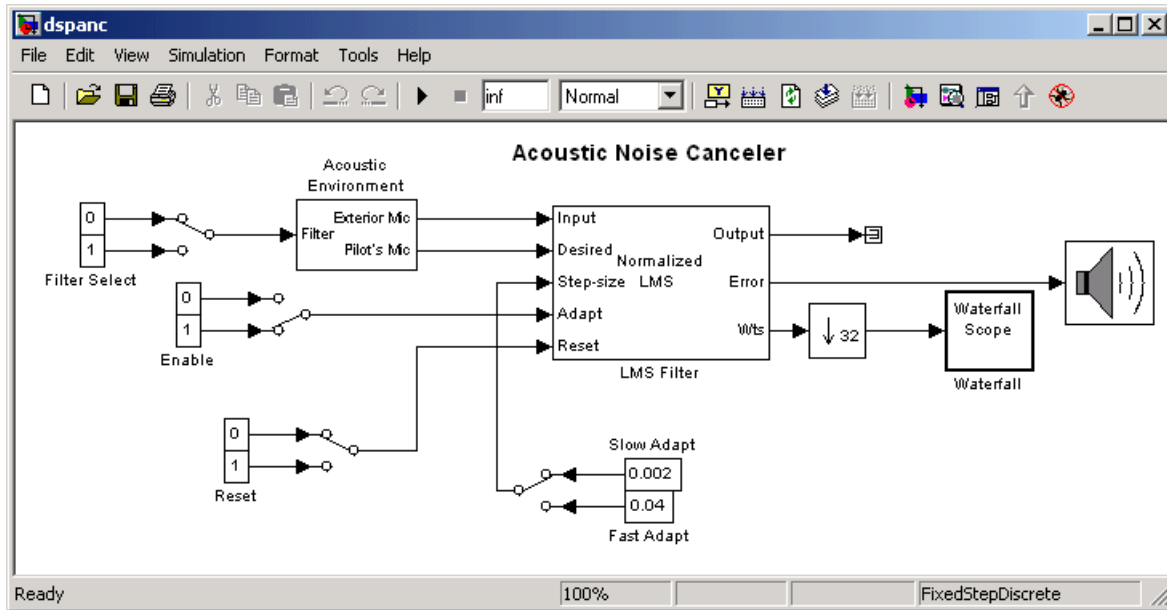 dspanc
File Edit View Simulation Format Tools Help
inf Normal
Acoustic Noise Canceler
Acoustic
Environment
Filter
Exterior Mic
Pilot's Mic
0
1
Filter Select
0
1
Enable
0
1
Reset
Input
Desired
Step-size
Adapt
Reset
Normalized
LMS
Output
Error
Wts
LMS Filter
32
Waterfall
Scope
Waterfall
Slow Adapt
0.002
0.04
Fast Adapt
Ready 100% FixedStepDiscrete